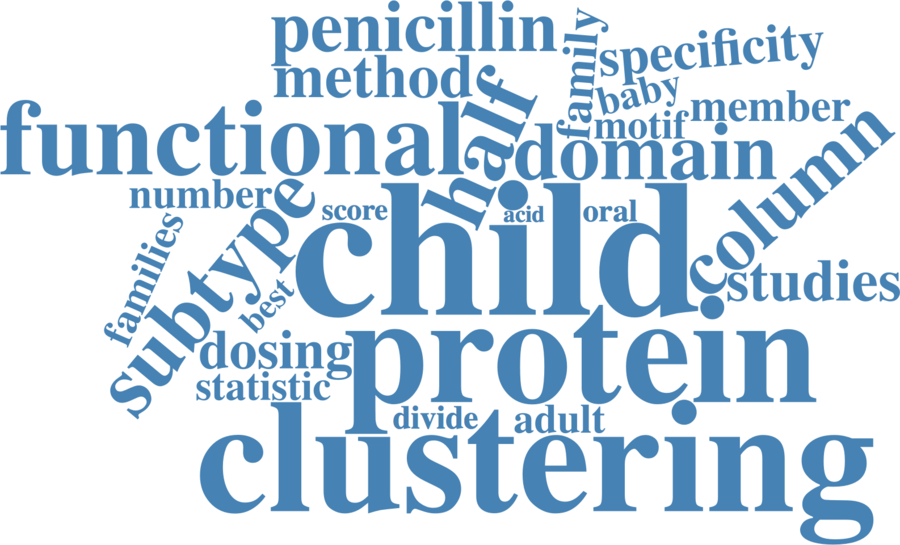 penicillin
family
specificity
method
baby
member
half
motif
functional
domain
column
number
subtype
score
acid
oral
child
families
best
studies
dosing
protein
statistic
divide
adult
clustering